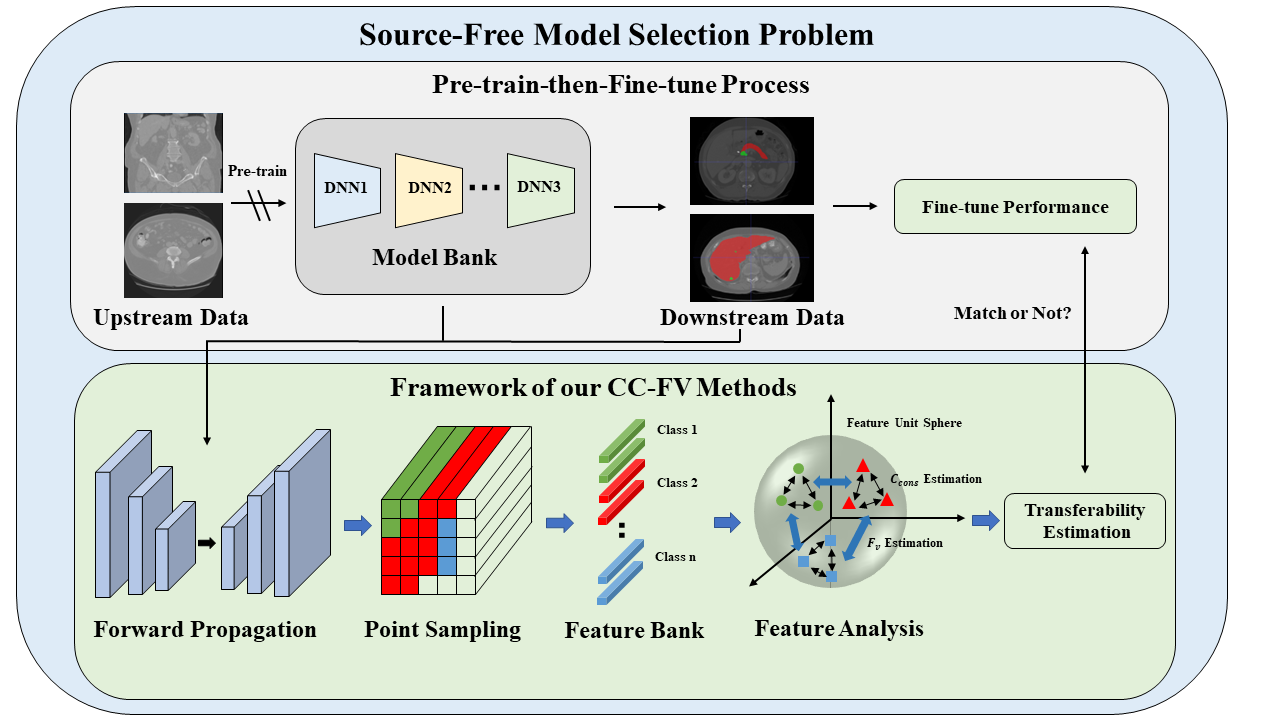 Source-Free Model Selection Problem
Pre-train-then-Fine-tune Process
Pre-train
DNN1
DNN2
DNN3
Model Bank
Upstream Data
Downstream Data
Fine-tune Performance
Match or Not?
Framework of our CC-FV Methods
Forward Propagation
Point Sampling
Class 1
Class 2
Class n
Feature Bank
Feature Unit Sphere
C_cons Estimation
F_v Estimation
Feature Analysis
Transferability
Estimation